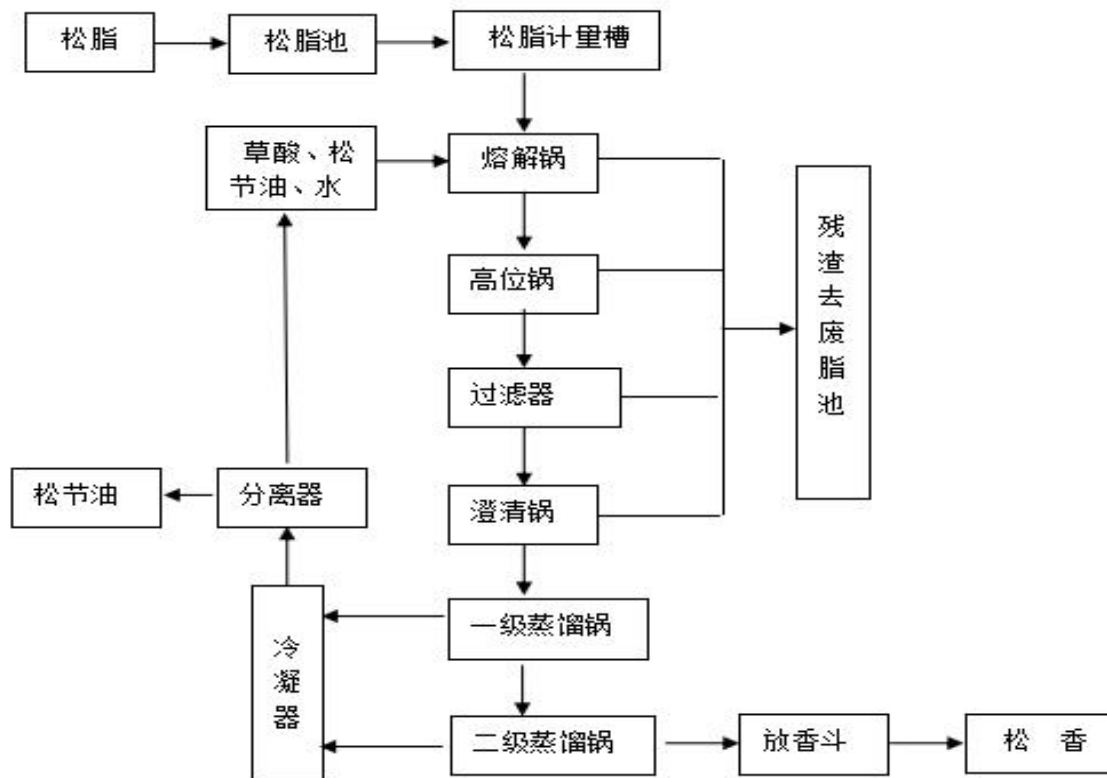 松脂
松脂池
松脂计量槽
草酸、松
节油、水
熔解锅
高位锅
过滤器
澄清锅
残渣去废脂池
松节油
分离器
一级蒸馏锅
冷凝器
二级蒸馏锅
放香斗
松 香